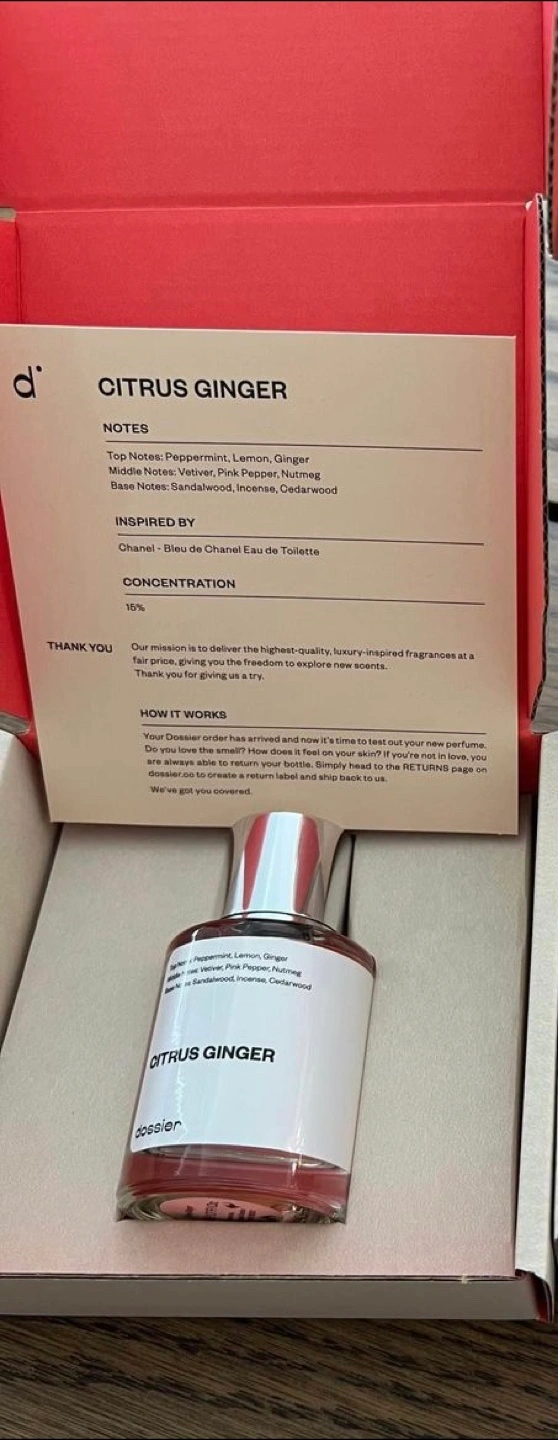 d'
CITRUS GINGER
NOTES
Top Notes: Peppermint, Lemon, Ginger
Middle Notes: Vetiver, Pink Pepper, Nutmeg
Base Notes: Sandalwood, Incense, Cedarwood
INSPIRED BY
Chanel - Bleu de Chanel Eau de Toilette
CONCENTRATION
15%
THANK YOU
Our mission is to deliver the highest-quality, luxury-inspired fragrances at a
fair price, giving you the freedom to explore new scents.
Thank you for giving us a try.
HOW IT WORKS
Your Dossier order has arrived and now it's time to test out your new perfume.
Do you love the smell? How does it feel on your skin? If you're not in love, you
are always able to return your bottle. Simply head to the RETURNS page on
dossier.co to create a return label and ship back to us.
We've got you covered.
Top Notes: Peppermint, Lemon, Ginger
Middle Notes: Vetiver, Pink Pepper, Nutmeg
Base Notes: Sandalwood, Incense, Cedarwood
CITRUS GINGER
dossier